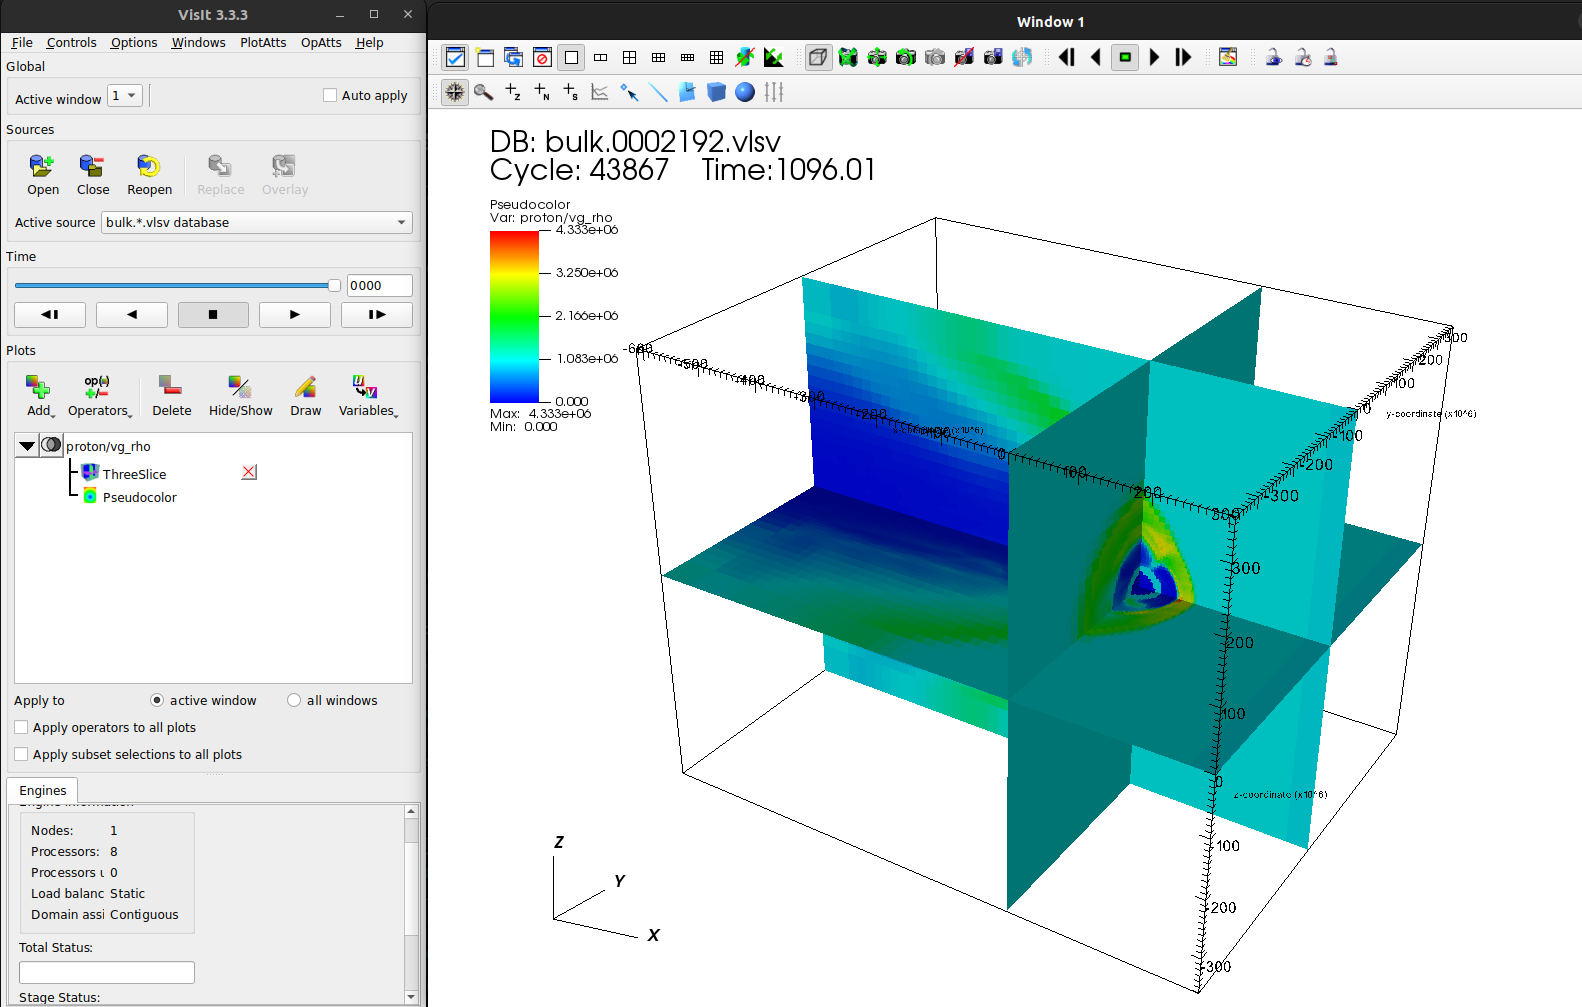 VisIt 3.3.3
File Controls Options Windows PlotAtts OpAtts Help
Global
Active window 1 Auto apply
Sources
Open Close Reopen Replace Overlay
Active source bulk.*.vlsv database
Time
0000
Plots
Add Operators Delete Hide/Show Draw Variables
proton/vg_rho
ThreeSlice
Pseudocolor
Apply to active window all windows
Apply operators to all plots
Apply subset selections to all plots
Engines
Engine Information
Nodes: 1
Processors: 8
Processors u 0
Load balanc Static
Domain assi Contiguous
Total Status:
Stage Status:
Window 1
DB: bulk.0002192.vlsv
Cycle: 43867 Time:1096.01
Pseudocolor
Var: proton/vg_rho
4.333e+06
3.250e+06
2.166e+06
1.083e+06
0.000
Max: 4.333e+06
Min: 0.000
-600
-500
-400
-300
-200
-100
0
100
200
300
x-coordinate (x10^6)
300
200
100
0
-100
-200
-300
y-coordinate (x10^6)
300
200
100
0
-100
-200
-300
z-coordinate (x10^6)
Z
Y
X